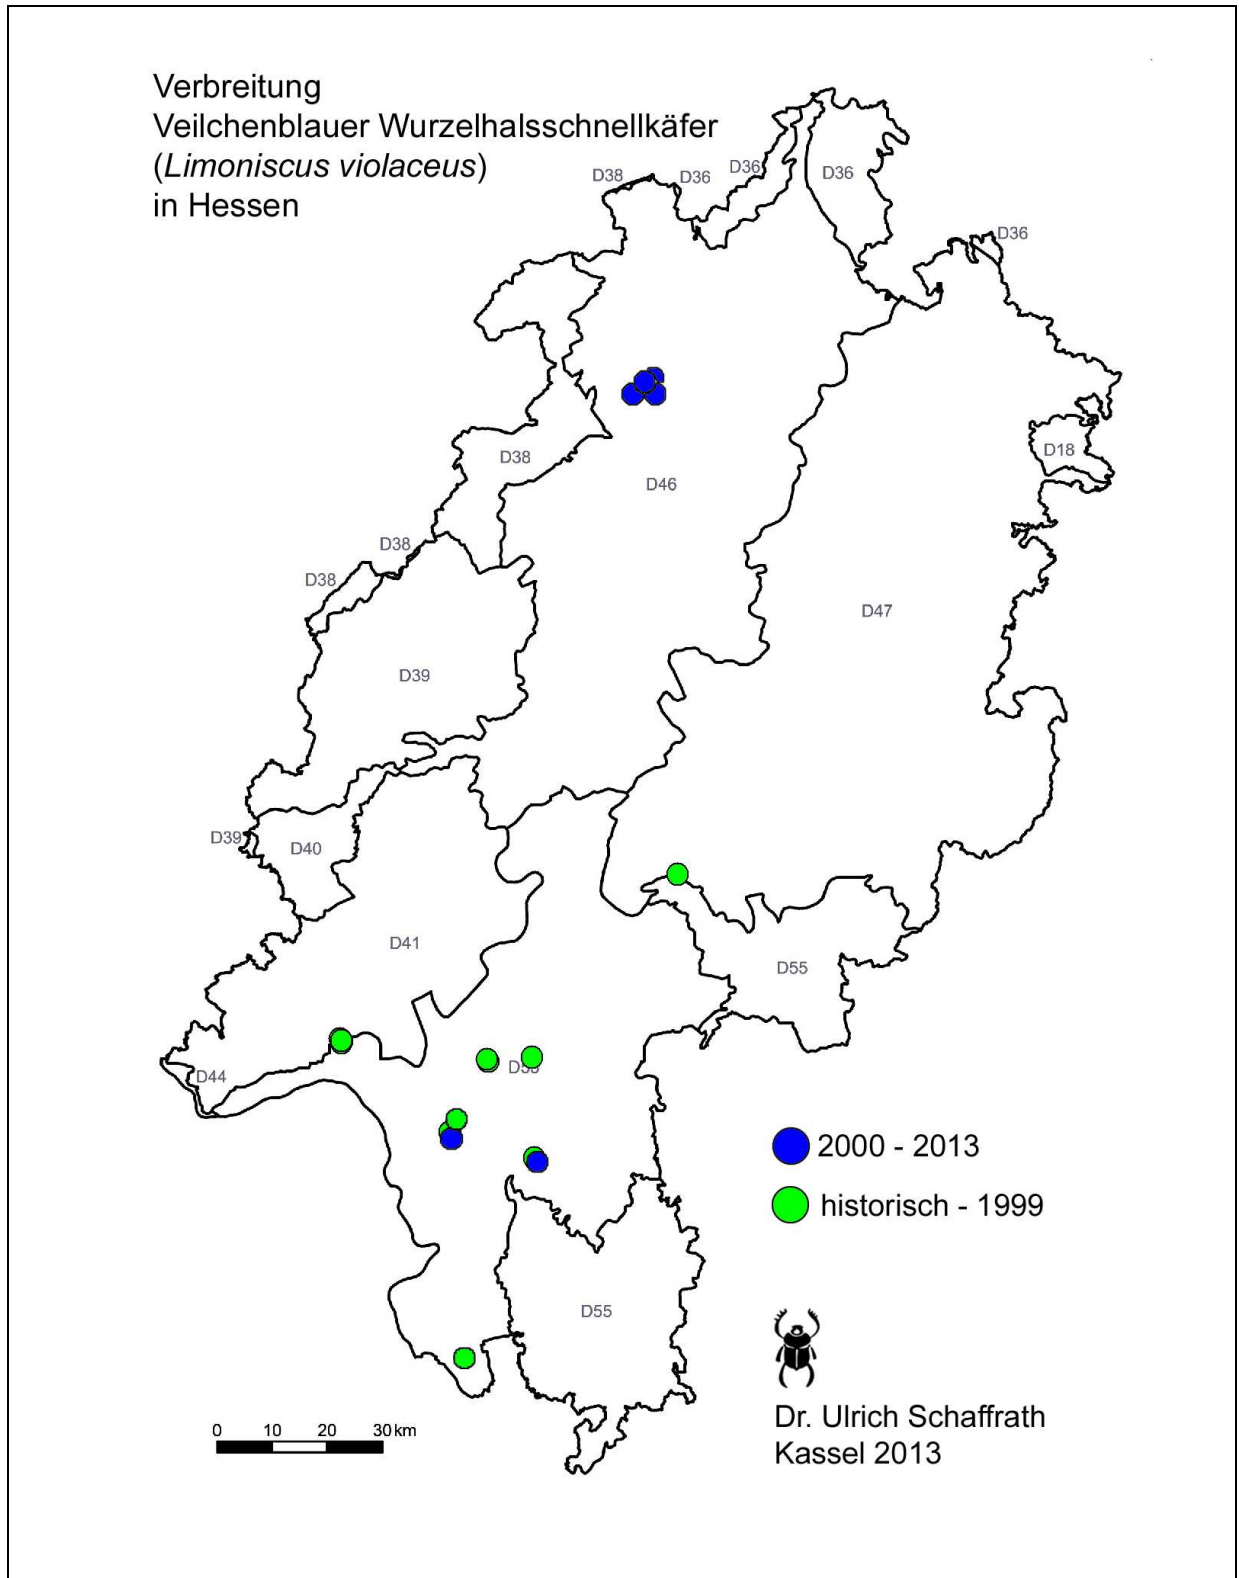 Verbreitung
Veilchenblauer Wurzelhalsschnellkäfer
(Limoniscus violaceus)
in Hessen
D38
D36
D36
D36
D36
D38
D46
D18
D38
D38
D47
D39
D39
D40
D41
D55
D44
2000 - 2013
historisch - 1999
D55
Dr. Ulrich Schaffrath
Kassel 2013
0 10 20 30 km